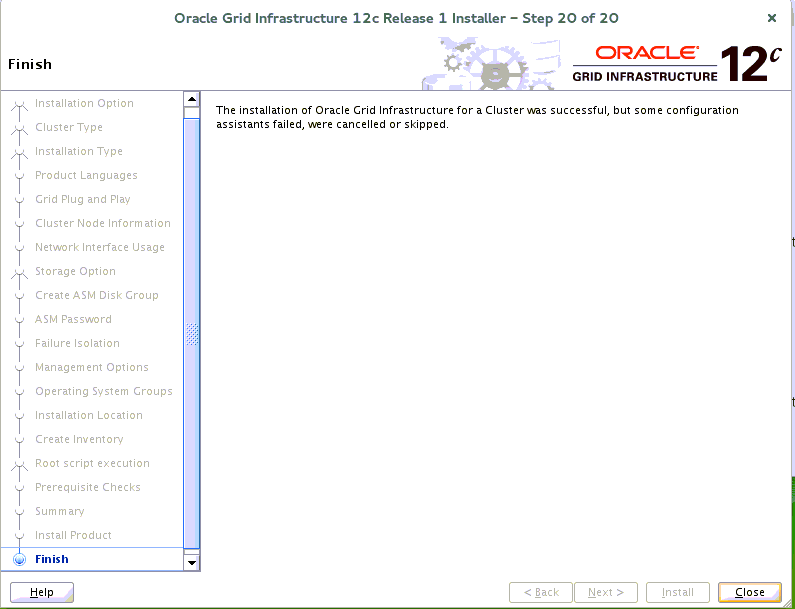 Oracle Grid Infrastructure 12c Release 1 Installer – Step 20 of 20
Finish
ORACLE
GRID INFRASTRUCTURE
12c
Installation Option
Cluster Type
Installation Type
Product Languages
Grid Plug and Play
Cluster Node Information
Network Interface Usage
Storage Option
Create ASM Disk Group
ASM Password
Failure Isolation
Management Options
Operating System Groups
Installation Location
Create Inventory
Root script execution
Prerequisite Checks
Summary
Install Product
Finish
The installation of Oracle Grid Infrastructure for a Cluster was successful, but some configuration
assistants failed, were cancelled or skipped.
Help
< Back
Next >
Install
Close